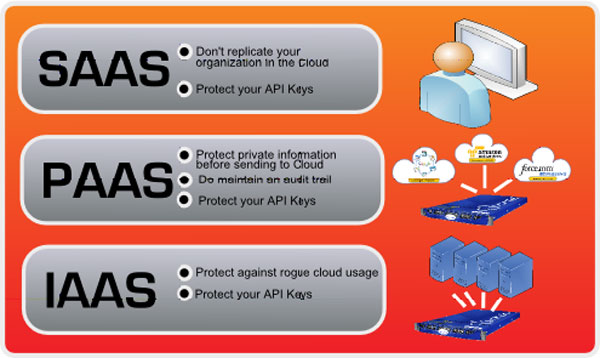 SAAS
Don't replicate your
organization in the Cloud
Protect your API Keys
PAAS
Protect private information
before sending to Cloud
Do maintain an audit trail
Protect your API Keys
force.com
IAAS
Protect against rogue cloud usage
Protect your API Keys